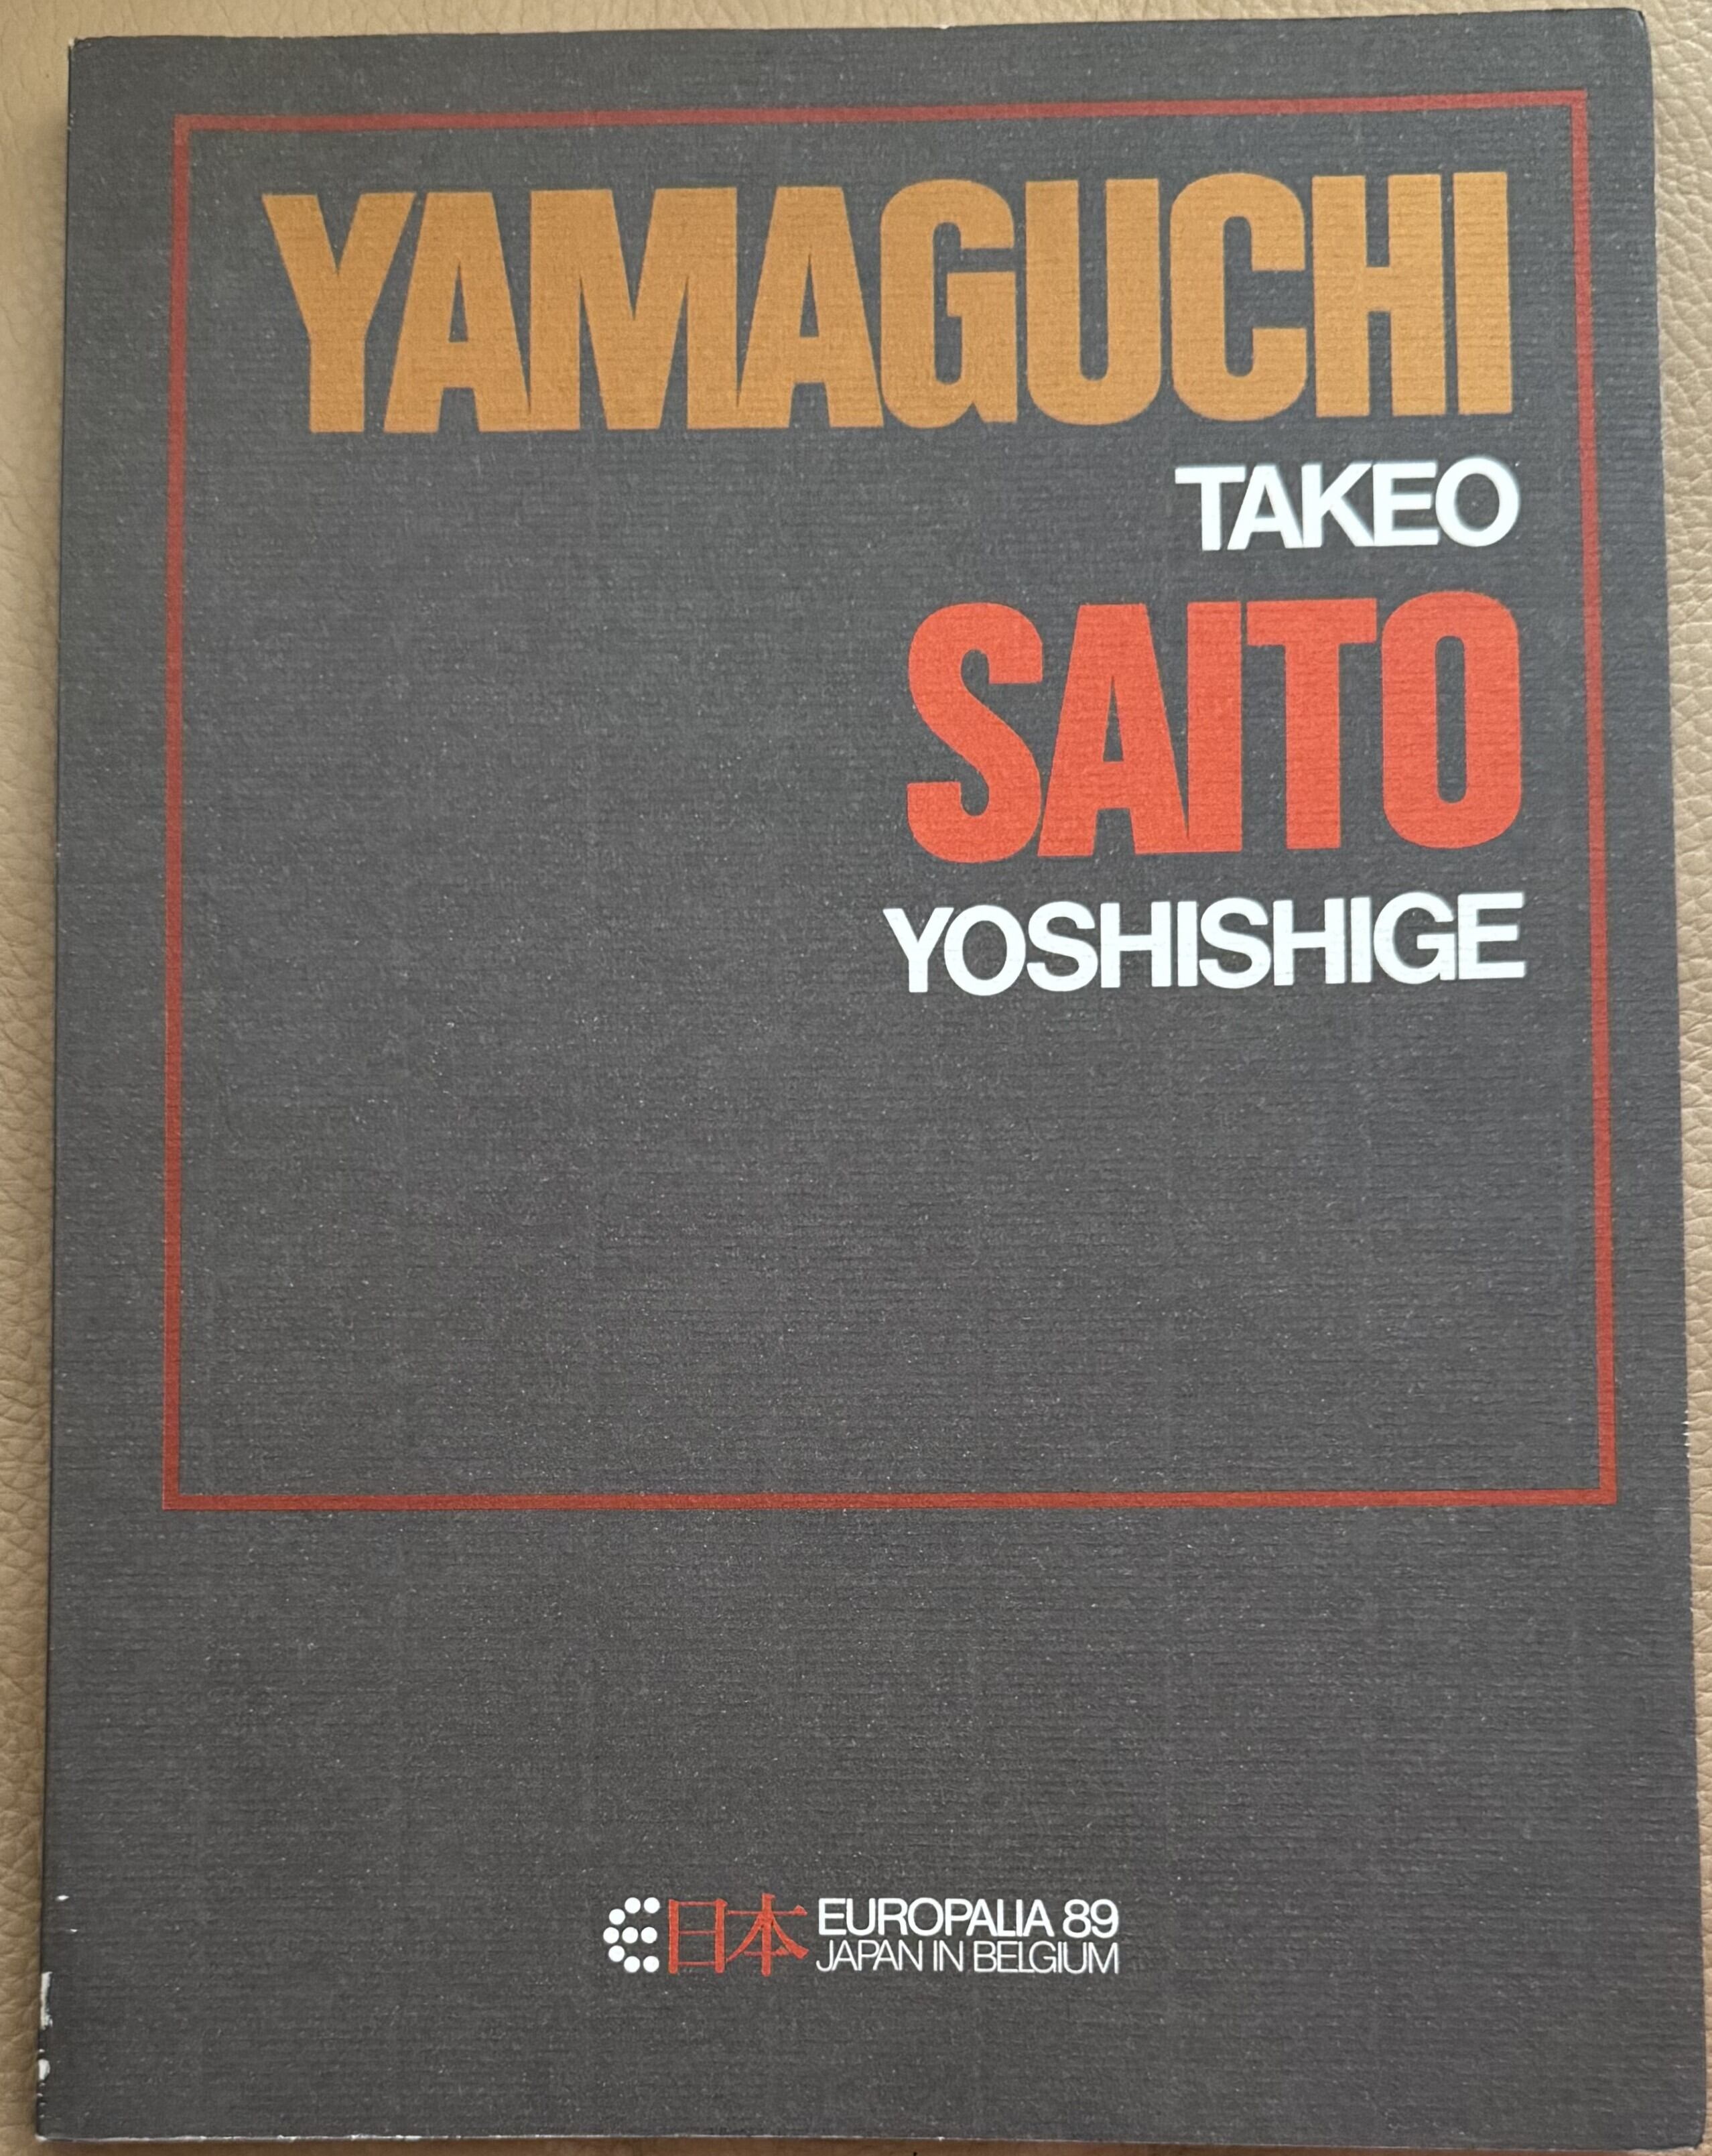 YAMAGUCHI
TAKEO
SAITO
YOSHISHIGE
日本 EUROPALIA 89
JAPAN IN BELGIUM